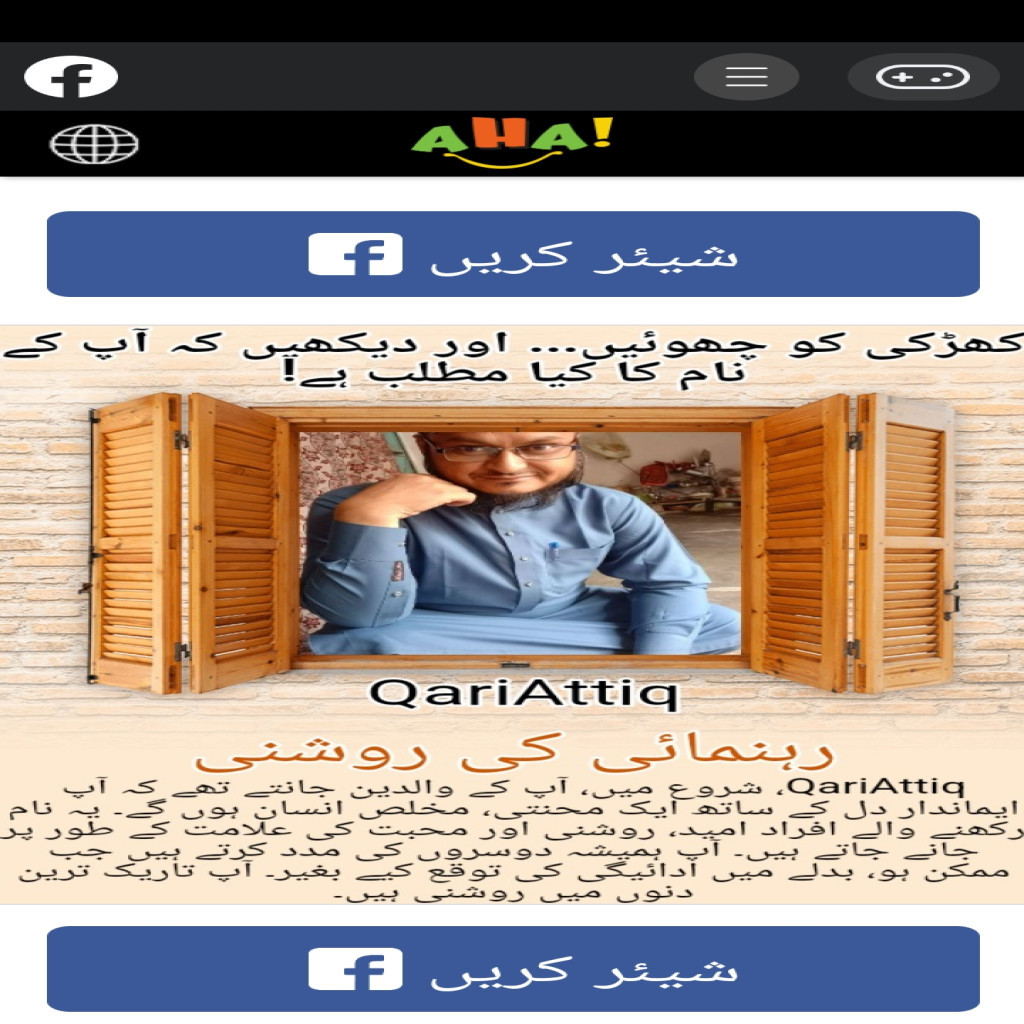 AHA!
شیئر کریں
کھڑکی کو چھوئیں... اور دیکھیں کہ آپ کے
نام کا کیا مطلب ہے!
QariAttiq
رہنمائی کی روشنی
QariAttiq، شروع میں، آپ کے والدین جانتے تھے کہ آپ
ایماندار دل کے ساتھ ایک محنتی، مخلص انسان ہوں گے۔ یہ نام
رکھنے والے افراد امید، روشنی اور محبت کی علامت کے طور پر
جانے جاتے ہیں۔ آپ ہمیشہ دوسروں کی مدد کرتے ہیں جب
ممکن ہو، بدلے میں ادائیگی کی توقع کیے بغیر۔ آپ تاریک ترین
دنوں میں روشنی ہیں۔
شیئر کریں